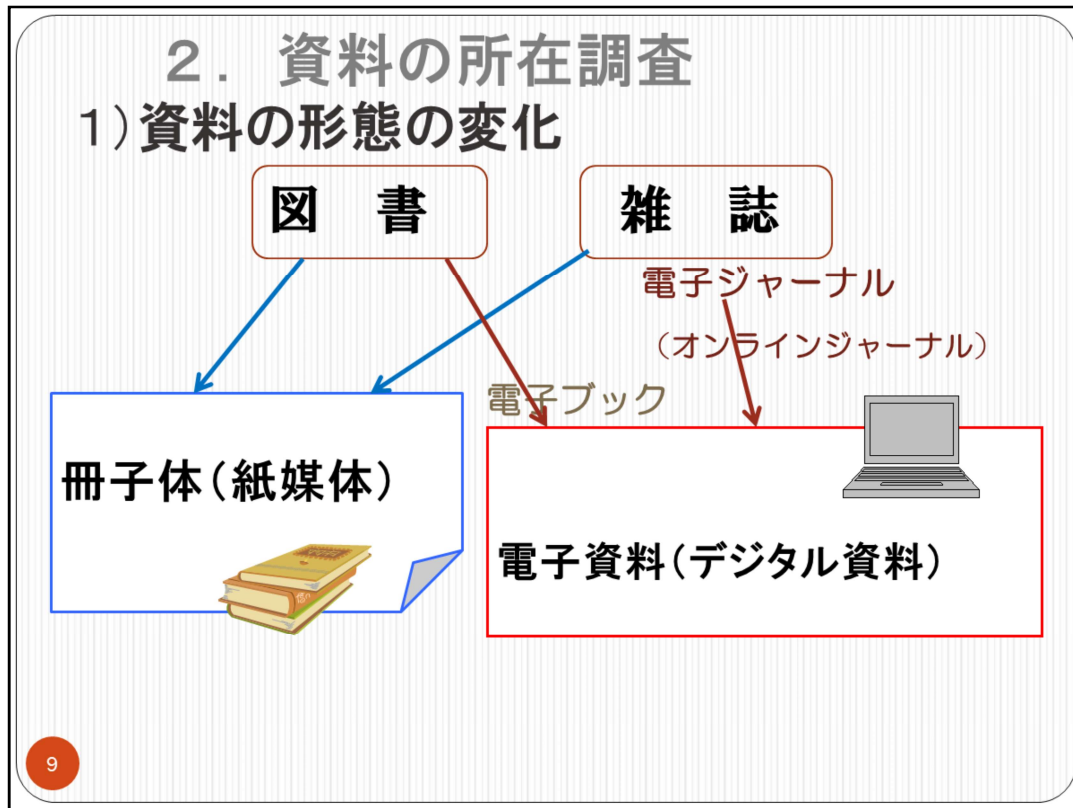 ２．資料の所在調査
１）資料の形態の変化
図　書
雑　誌
電子ジャーナル
（オンラインジャーナル）
電子ブック
冊子体（紙媒体）
電子資料（デジタル資料）
9